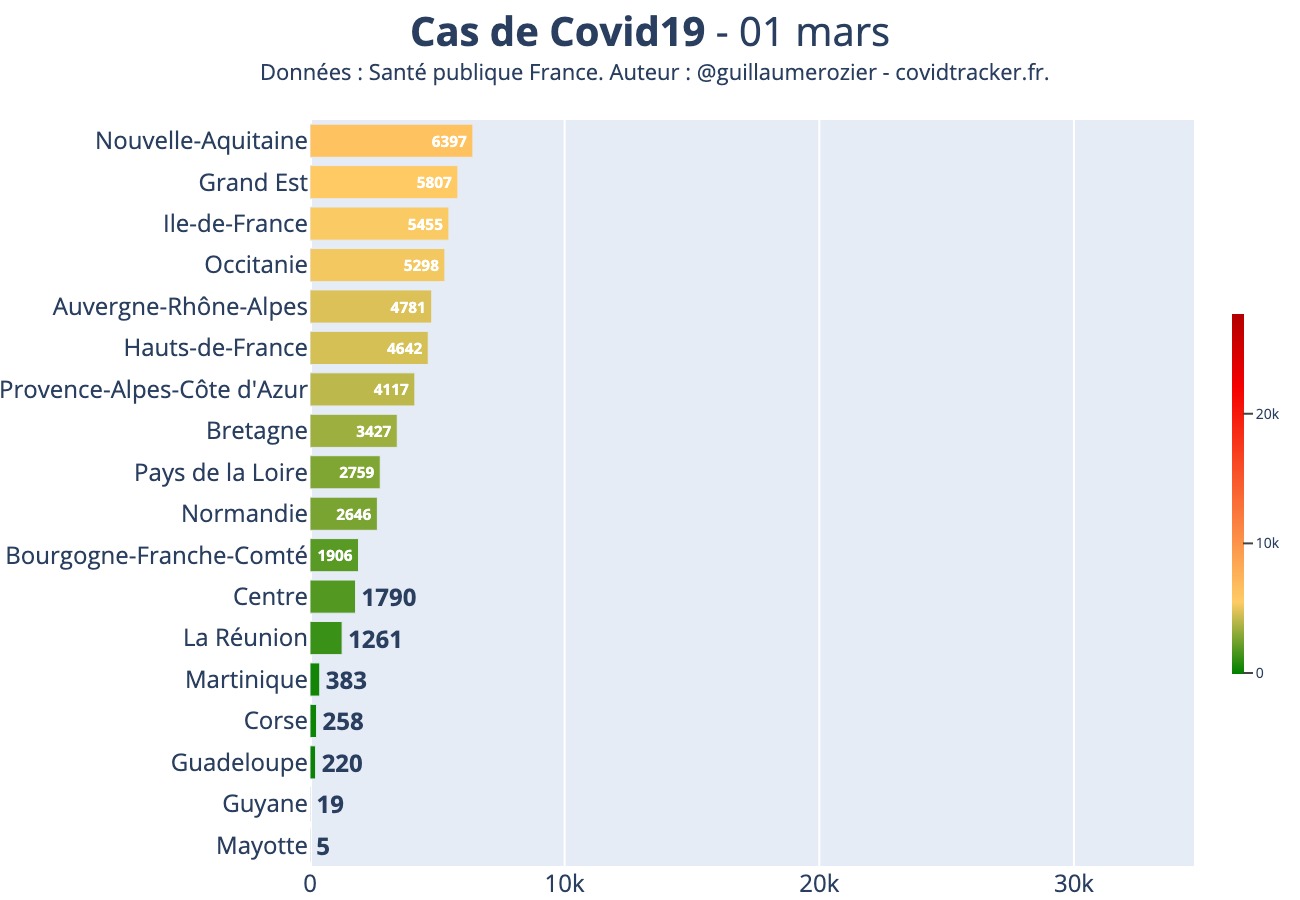 Cas de Covid19 - 01 mars
Données : Santé publique France. Auteur : @guillaumerozier - covidtracker.fr.
Nouvelle-Aquitaine 6397
Grand Est 5807
Ile-de-France 5455
Occitanie 5298
Auvergne-Rhône-Alpes 4781
Hauts-de-France 4642
Provence-Alpes-Côte d'Azur 4117
Bretagne 3427
Pays de la Loire 2759
Normandie 2646
Bourgogne-Franche-Comté 1906
Centre 1790
La Réunion 1261
Martinique 383
Corse 258
Guadeloupe 220
Guyane 19
Mayotte 5
0 10k 20k 30k
20k
10k
0